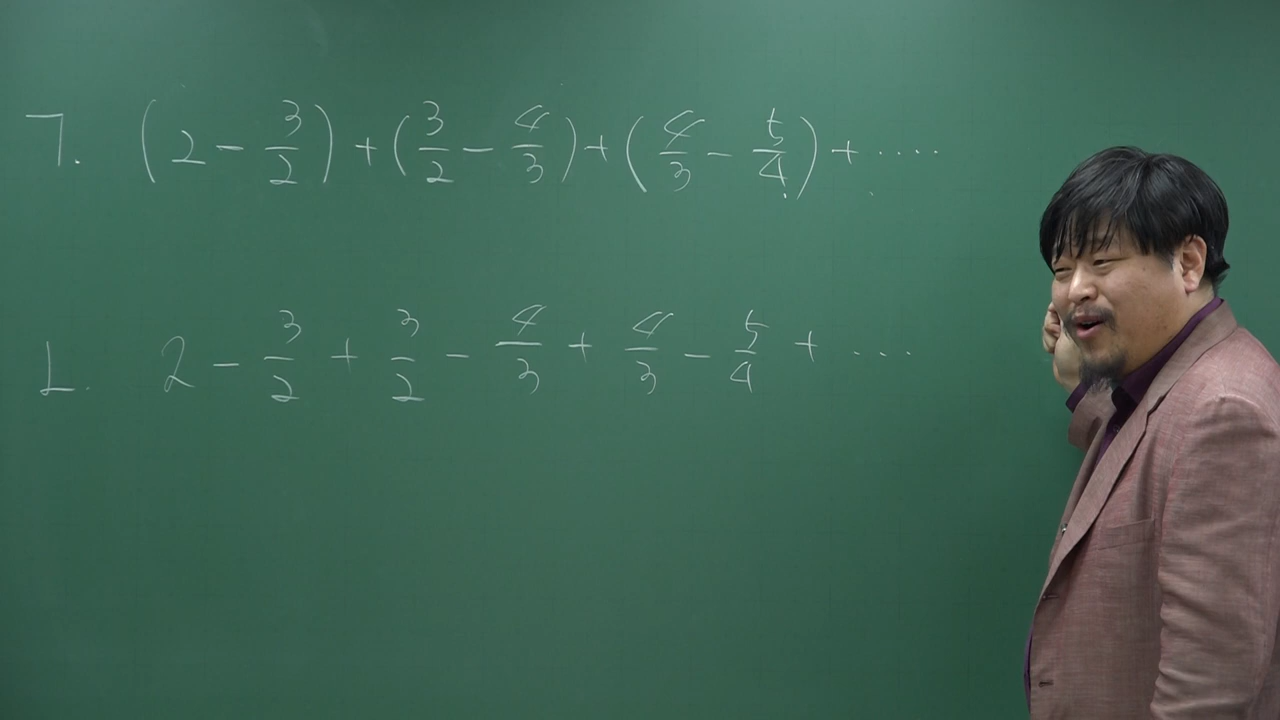 ㄱ. (2 - 3/2) + (3/2 - 4/3) + (4/3 - 5/4) + ·····
ㄴ. 2 - 3/2 + 3/2 - 4/3 + 4/3 - 5/4 + ···